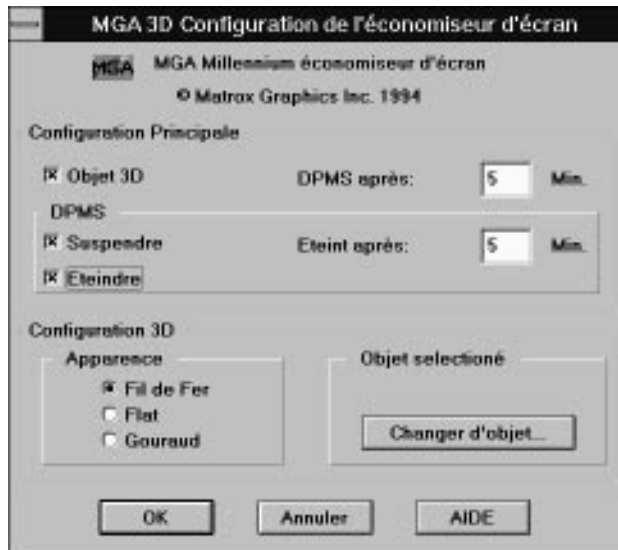 MGA 3D Configuration de l'économiseur d'écran
MGA MGA Millennium économiseur d'écran
© Matrox Graphics Inc. 1994
Configuration Principale
Objet 3D DPMS après: 5 Min.
DPMS
Suspendre Eteint après: 5 Min.
Eteindre
Configuration 3D
Apparence Objet selectioné
Fil de Fer
Flat
Gouraud
Changer d'objet...
OK Annuler AIDE